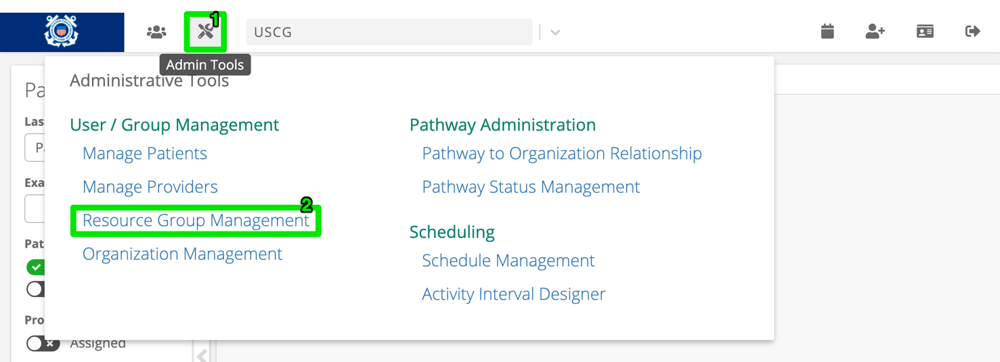 1
USCG
Admin Tools
Administrative Tools
Pa
User / Group Management
Pathway Administration
Las
Manage Patients
Pathway to Organization Relationship
Manage Providers
Pathway Status Management
Exa
2
Resource Group Management
Scheduling
Pat
Organization Management
Schedule Management
Activity Interval Designer
Pro
Assigned